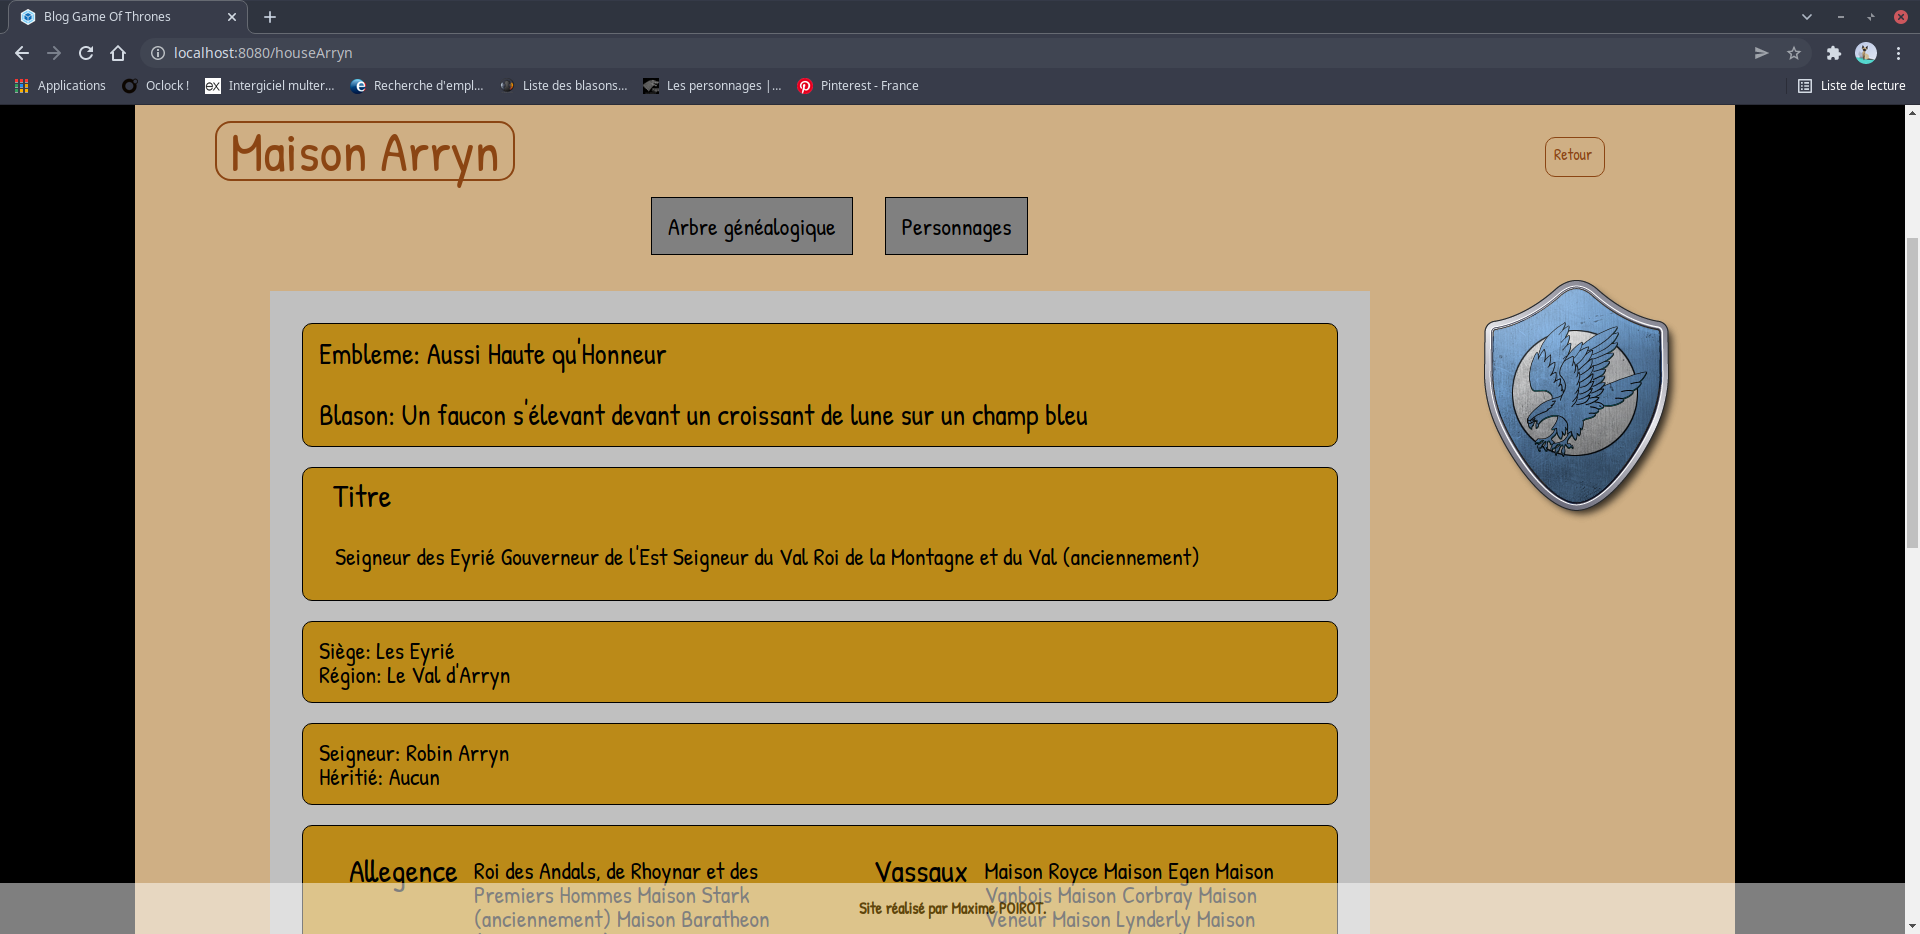 Blog Game Of Thrones
localhost:8080/houseArryn
Applications
Oclock !
ex
Intergiciel multer...
Recherche d'empl...
Liste des blasons...
Les personnages |...
Pinterest - France
Liste de lecture
Maison Arryn
Retour
Arbre généalogique
Personnages
Embleme: Aussi Haute qu'Honneur
Blason: Un faucon s'élevant devant un croissant de lune sur un champ bleu
Titre
Seigneur des Eyrié Gouverneur de l'Est Seigneur du Val Roi de la Montagne et du Val (anciennement)
Siège: Les Eyrié
Région: Le Val d'Arryn
Seigneur: Robin Arryn
Héritié: Aucun
Allegence
Roi des Andals, de Rhoynar et des
Premiers Hommes Maison Stark
(anciennement) Maison Baratheon
Vassaux
Maison Royce Maison Egen Maison
Vanbois Maison Corbray Maison
Veneur Maison Lynderly Maison
Site réalisé par Maxime POIROT.